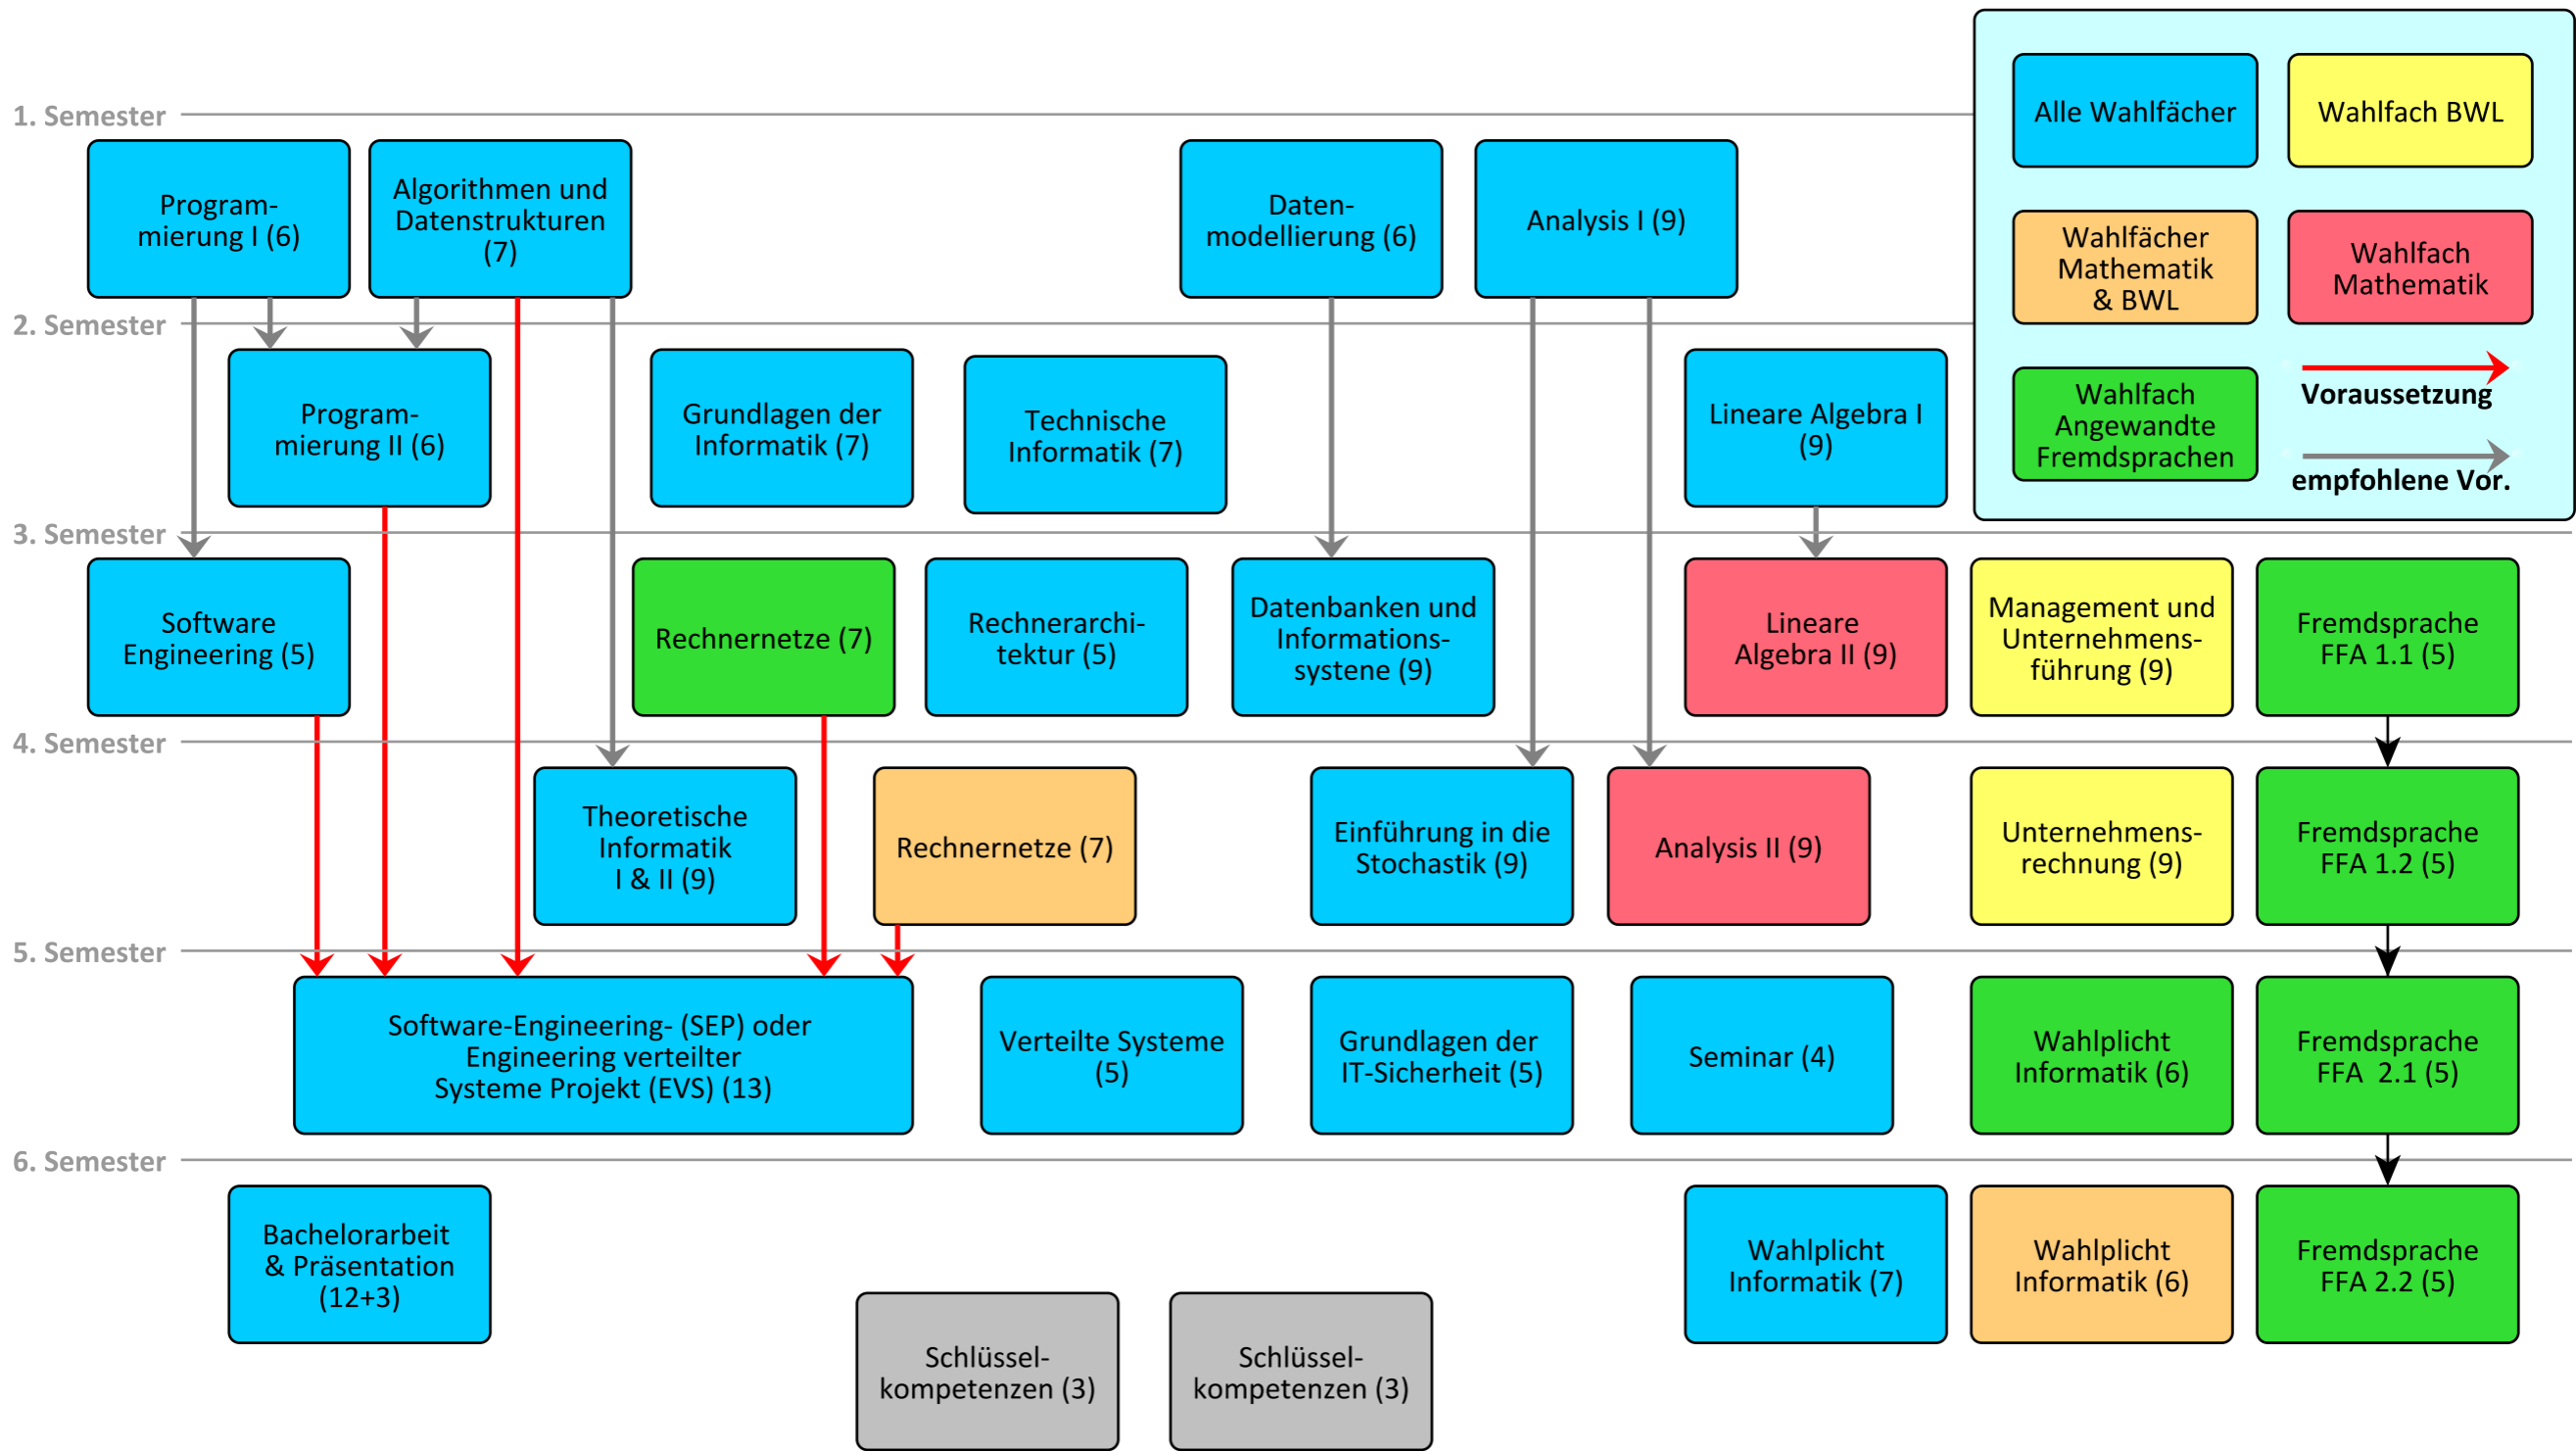 Alle Wahlfächer
Wahlfach BWL
Wahlfächer
Mathematik
& BWL
Wahlfach
Mathematik
Wahlfach
Angewandte
Fremdsprachen
Voraussetzung
empfohlene Vor.
1. Semester
Program-
mierung I (6)
Algorithmen und
Datenstrukturen
(7)
Daten-
modellierung (6)
Analysis I (9)
2. Semester
Program-
mierung II (6)
Grundlagen der
Informatik (7)
Technische
Informatik (7)
Lineare Algebra I
(9)
3. Semester
Software
Engineering (5)
Rechnernetze (7)
Rechnerarchi-
tektur (5)
Datenbanken und
Informations-
systene (9)
Lineare
Algebra II (9)
Management und
Unternehmens-
führung (9)
Fremdsprache
FFA 1.1 (5)
4. Semester
Theoretische
Informatik
I & II (9)
Rechnernetze (7)
Einführung in die
Stochastik (9)
Analysis II (9)
Unternehmens-
rechnung (9)
Fremdsprache
FFA 1.2 (5)
5. Semester
Software-Engineering- (SEP) oder
Engineering verteilter
Systeme Projekt (EVS) (13)
Verteilte Systeme
(5)
Grundlagen der
IT-Sicherheit (5)
Seminar (4)
Wahlplicht
Informatik (6)
Fremdsprache
FFA 2.1 (5)
6. Semester
Bachelorarbeit
& Präsentation
(12+3)
Wahlplicht
Informatik (7)
Wahlplicht
Informatik (6)
Fremdsprache
FFA 2.2 (5)
Schlüssel-
kompetenzen (3)
Schlüssel-
kompetenzen (3)